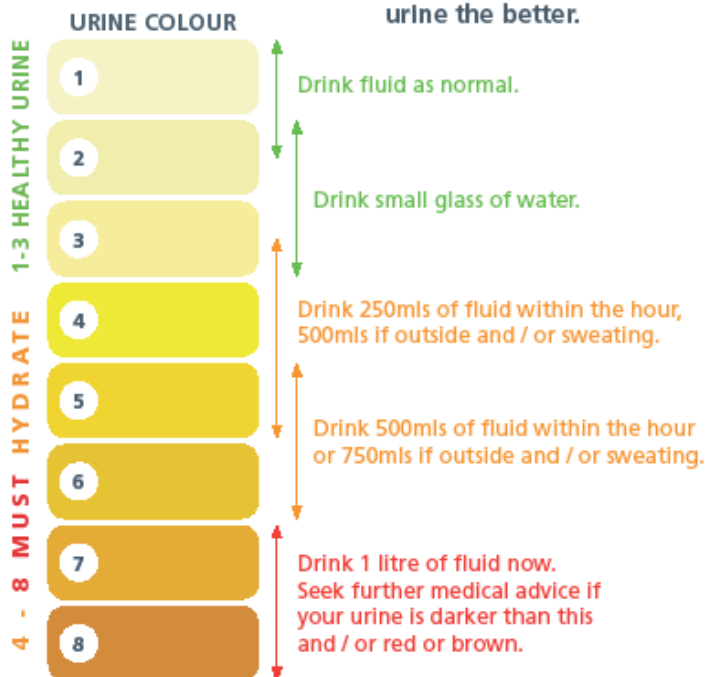 urine the better.
URINE COLOUR
1-3 HEALTHY URINE
4 - 8 MUST HYDRATE
1
Drink fluid as normal.
2
Drink small glass of water.
3
4
Drink 250mls of fluid within the hour,
500mls if outside and / or sweating.
5
Drink 500mls of fluid within the hour
or 750mls if outside and / or sweating.
6
7
Drink 1 litre of fluid now.
Seek further medical advice if
your urine is darker than this
and / or red or brown.
8